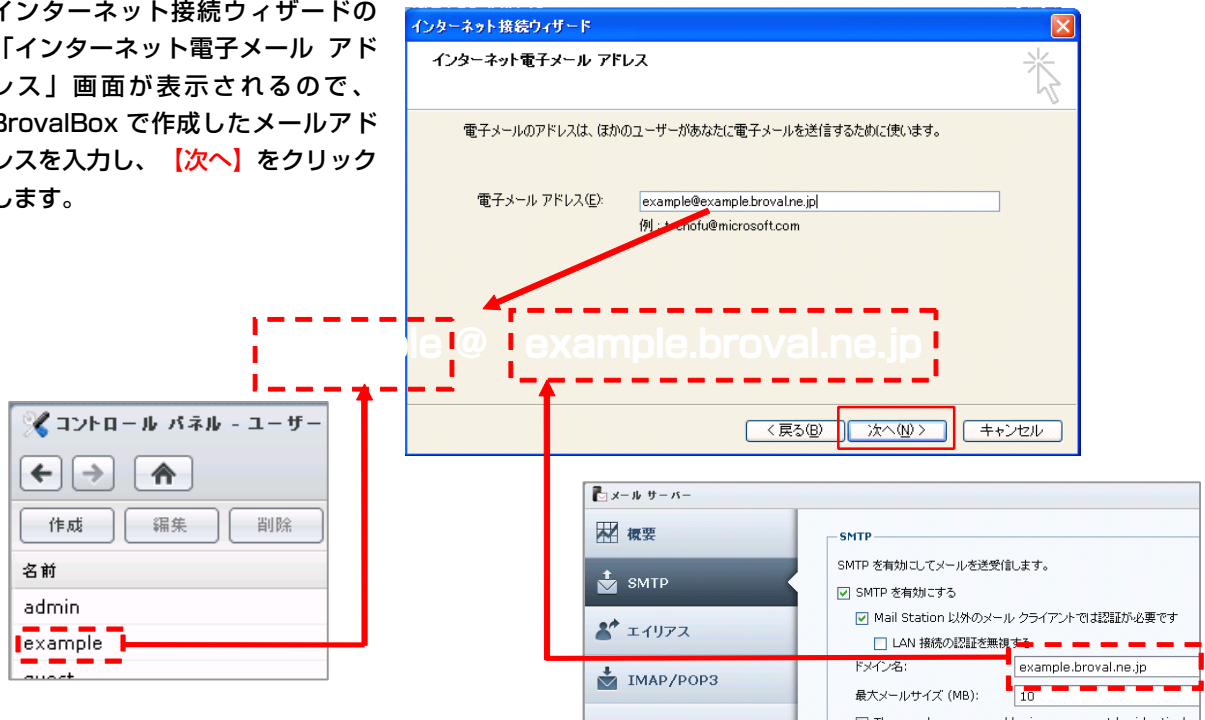 インターネット接続ウィザードの
「インターネット電子メール アド
レス」画面が表示されるので、
BrovalBox で作成したメールアド
レスを入力し、【次へ】をクリック
します。
インターネット接続ウィザード
インターネット電子メール アドレス
電子メールのアドレスは、ほかのユーザーがあなたに電子メールを送信するために使います。
電子メール アドレス(E):
example@example.broval.ne.jp
例 : t-chofu@microsoft.com
le @ example.broval.ne.jp
< 戻る(B)
次へ(N) >
キャンセル
コントロール パネル - ユーザー
作成
編集
削除
名前
admin
example
guest
メール サーバー
概要
SMTP
エイリアス
IMAP/POP3
SMTP
SMTP を有効にしてメールを送受信します。
SMTP を有効にする
Mail Station 以外のメール クライアントでは認証が必要です
LAN 接続の認証を無視する
ドメイン名:
example.broval.ne.jp
最大メールサイズ (MB):
10